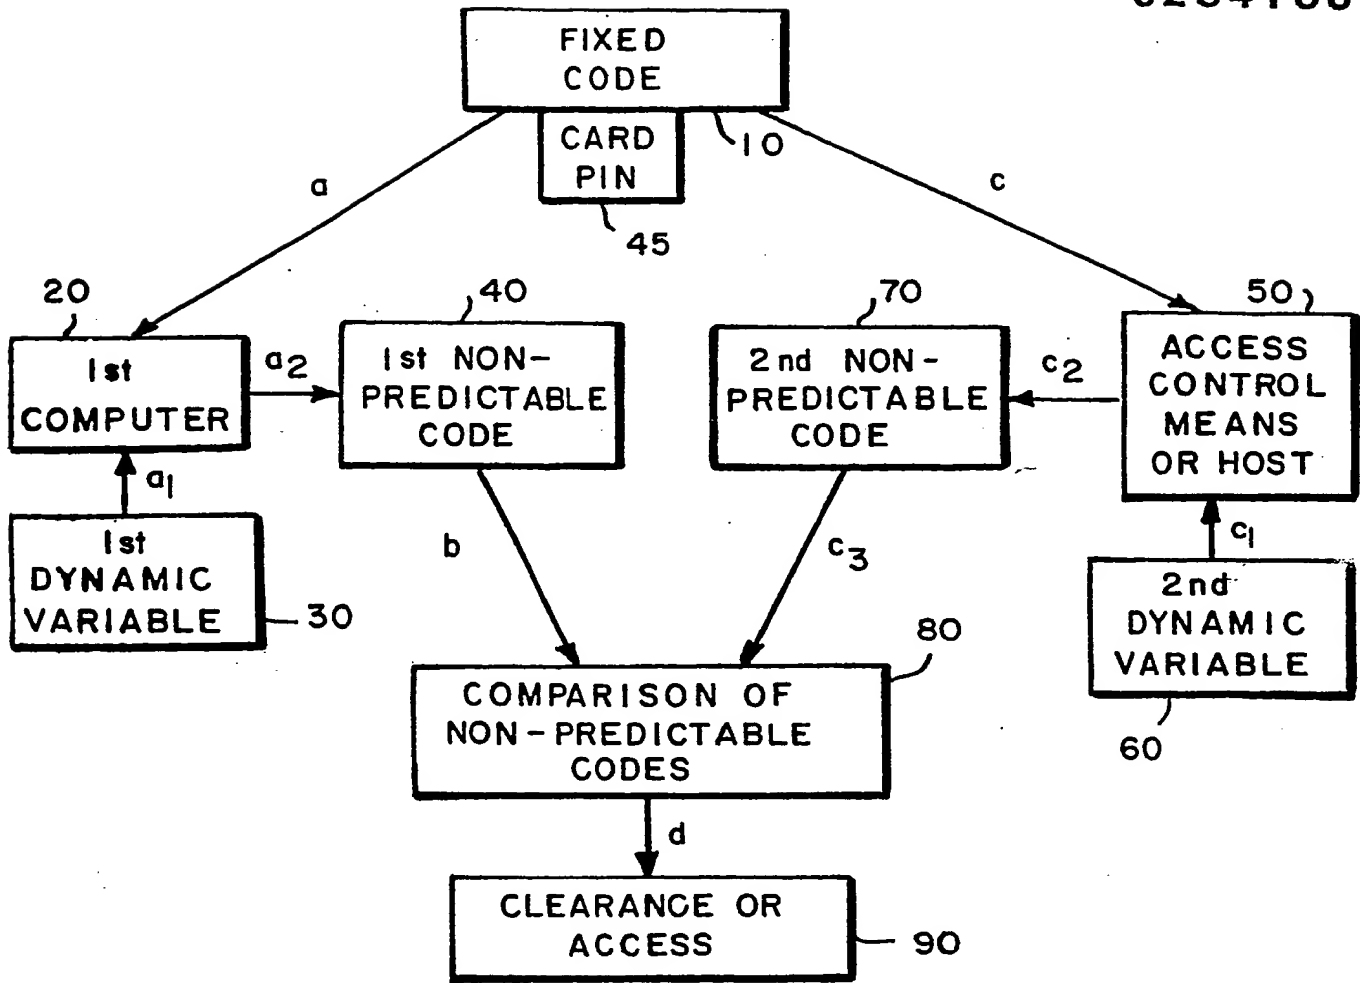 FIXED
CODE
10
CARD
PIN
45
a
c
20
1st
COMPUTER
a2
40
1st NON-
PREDICTABLE
CODE
70
2nd NON-
PREDICTABLE
CODE
c2
50
ACCESS
CONTROL
MEANS
OR HOST
a1
1st
DYNAMIC
VARIABLE
30
b
c3
c1
2nd
DYNAMIC
VARIABLE
60
80
COMPARISON OF
NON-PREDICTABLE
CODES
d
CLEARANCE OR
ACCESS
90